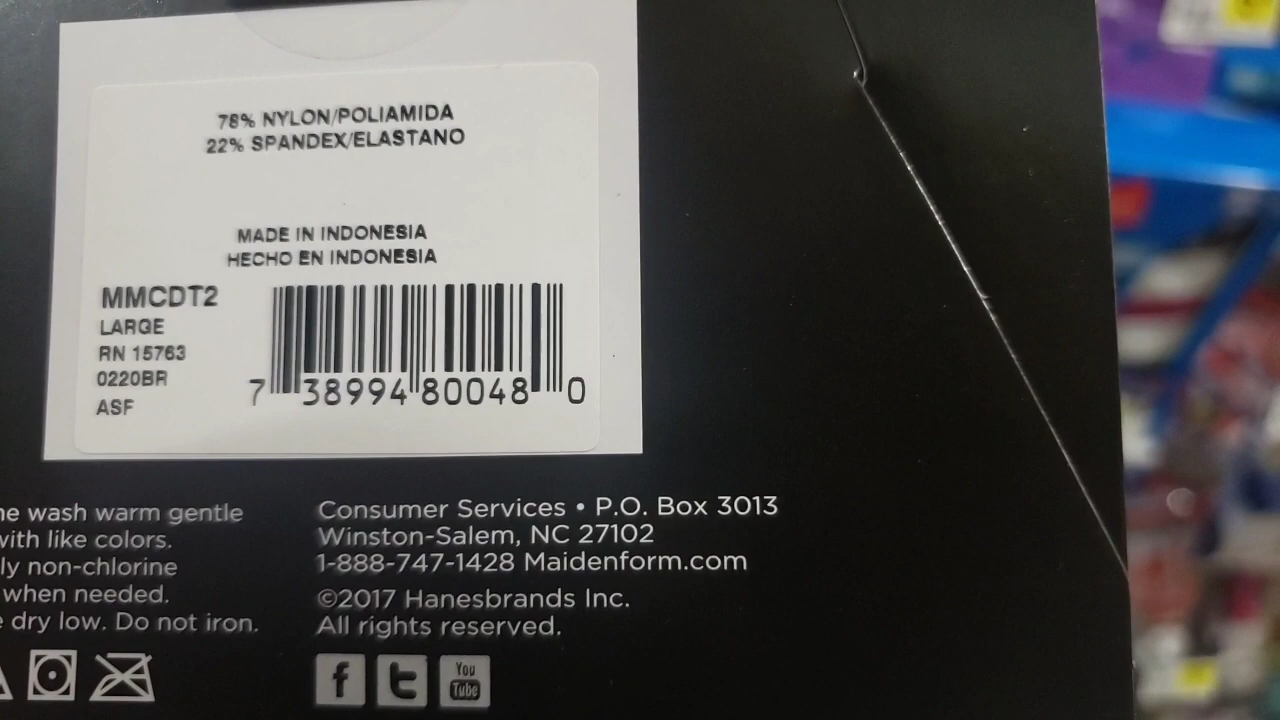 78% NYLON/POLIAMIDA
22% SPANDEX/ELASTANO
MADE IN INDONESIA
HECHO EN INDONESIA
MMCDT2
LARGE
RN 15763
0220BR
ASF
7 38994 80048 0
wash warm gentle
with like colors.
non-chlorine
when needed.
dry low. Do not iron.
Consumer Services • P.O. Box 3013
Winston-Salem, NC 27102
1-888-747-1428 Maidenform.com
©2017 Hanesbrands Inc.
All rights reserved.
f t You Tube